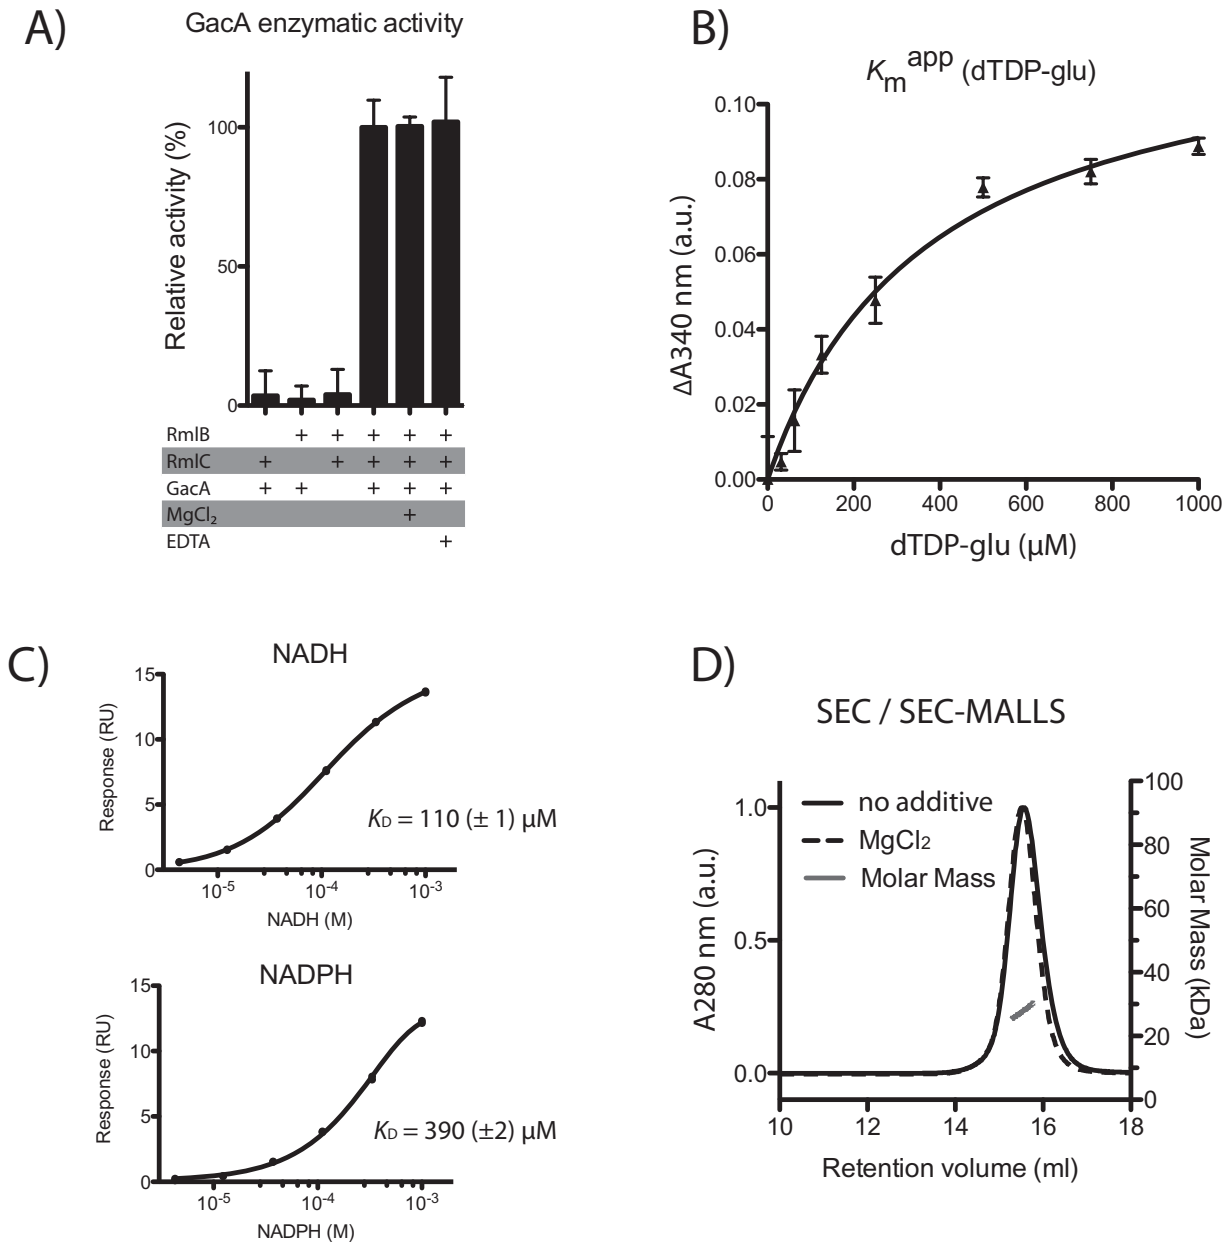 A)
GacA enzymatic activity
Relative activity (%)
100
50
0
RmlB + + + + +
RmlC + + + + +
GacA + + + + +
MgCl₂ +
EDTA +
B)
Kₘᵃᵖᵖ (dTDP-glu)
ΔA340 nm (a.u.)
0.10
0.08
0.06
0.04
0.02
0.00
0 200 400 600 800 1000
dTDP-glu (µM)
C)
NADH
Response (RU)
15
10
5
0
K_D = 110 (± 1) µM
10⁻⁵ 10⁻⁴ 10⁻³
NADH (M)
NADPH
Response (RU)
15
10
5
0
K_D = 390 (±2) µM
10⁻⁵ 10⁻⁴ 10⁻³
NADPH (M)
D)
SEC / SEC-MALLS
A280 nm (a.u.)
1.0
0.5
0.0
no additive
MgCl₂
Molar Mass
100
80
60
40
20
0
Molar Mass (kDa)
10 12 14 16 18
Retention volume (ml)